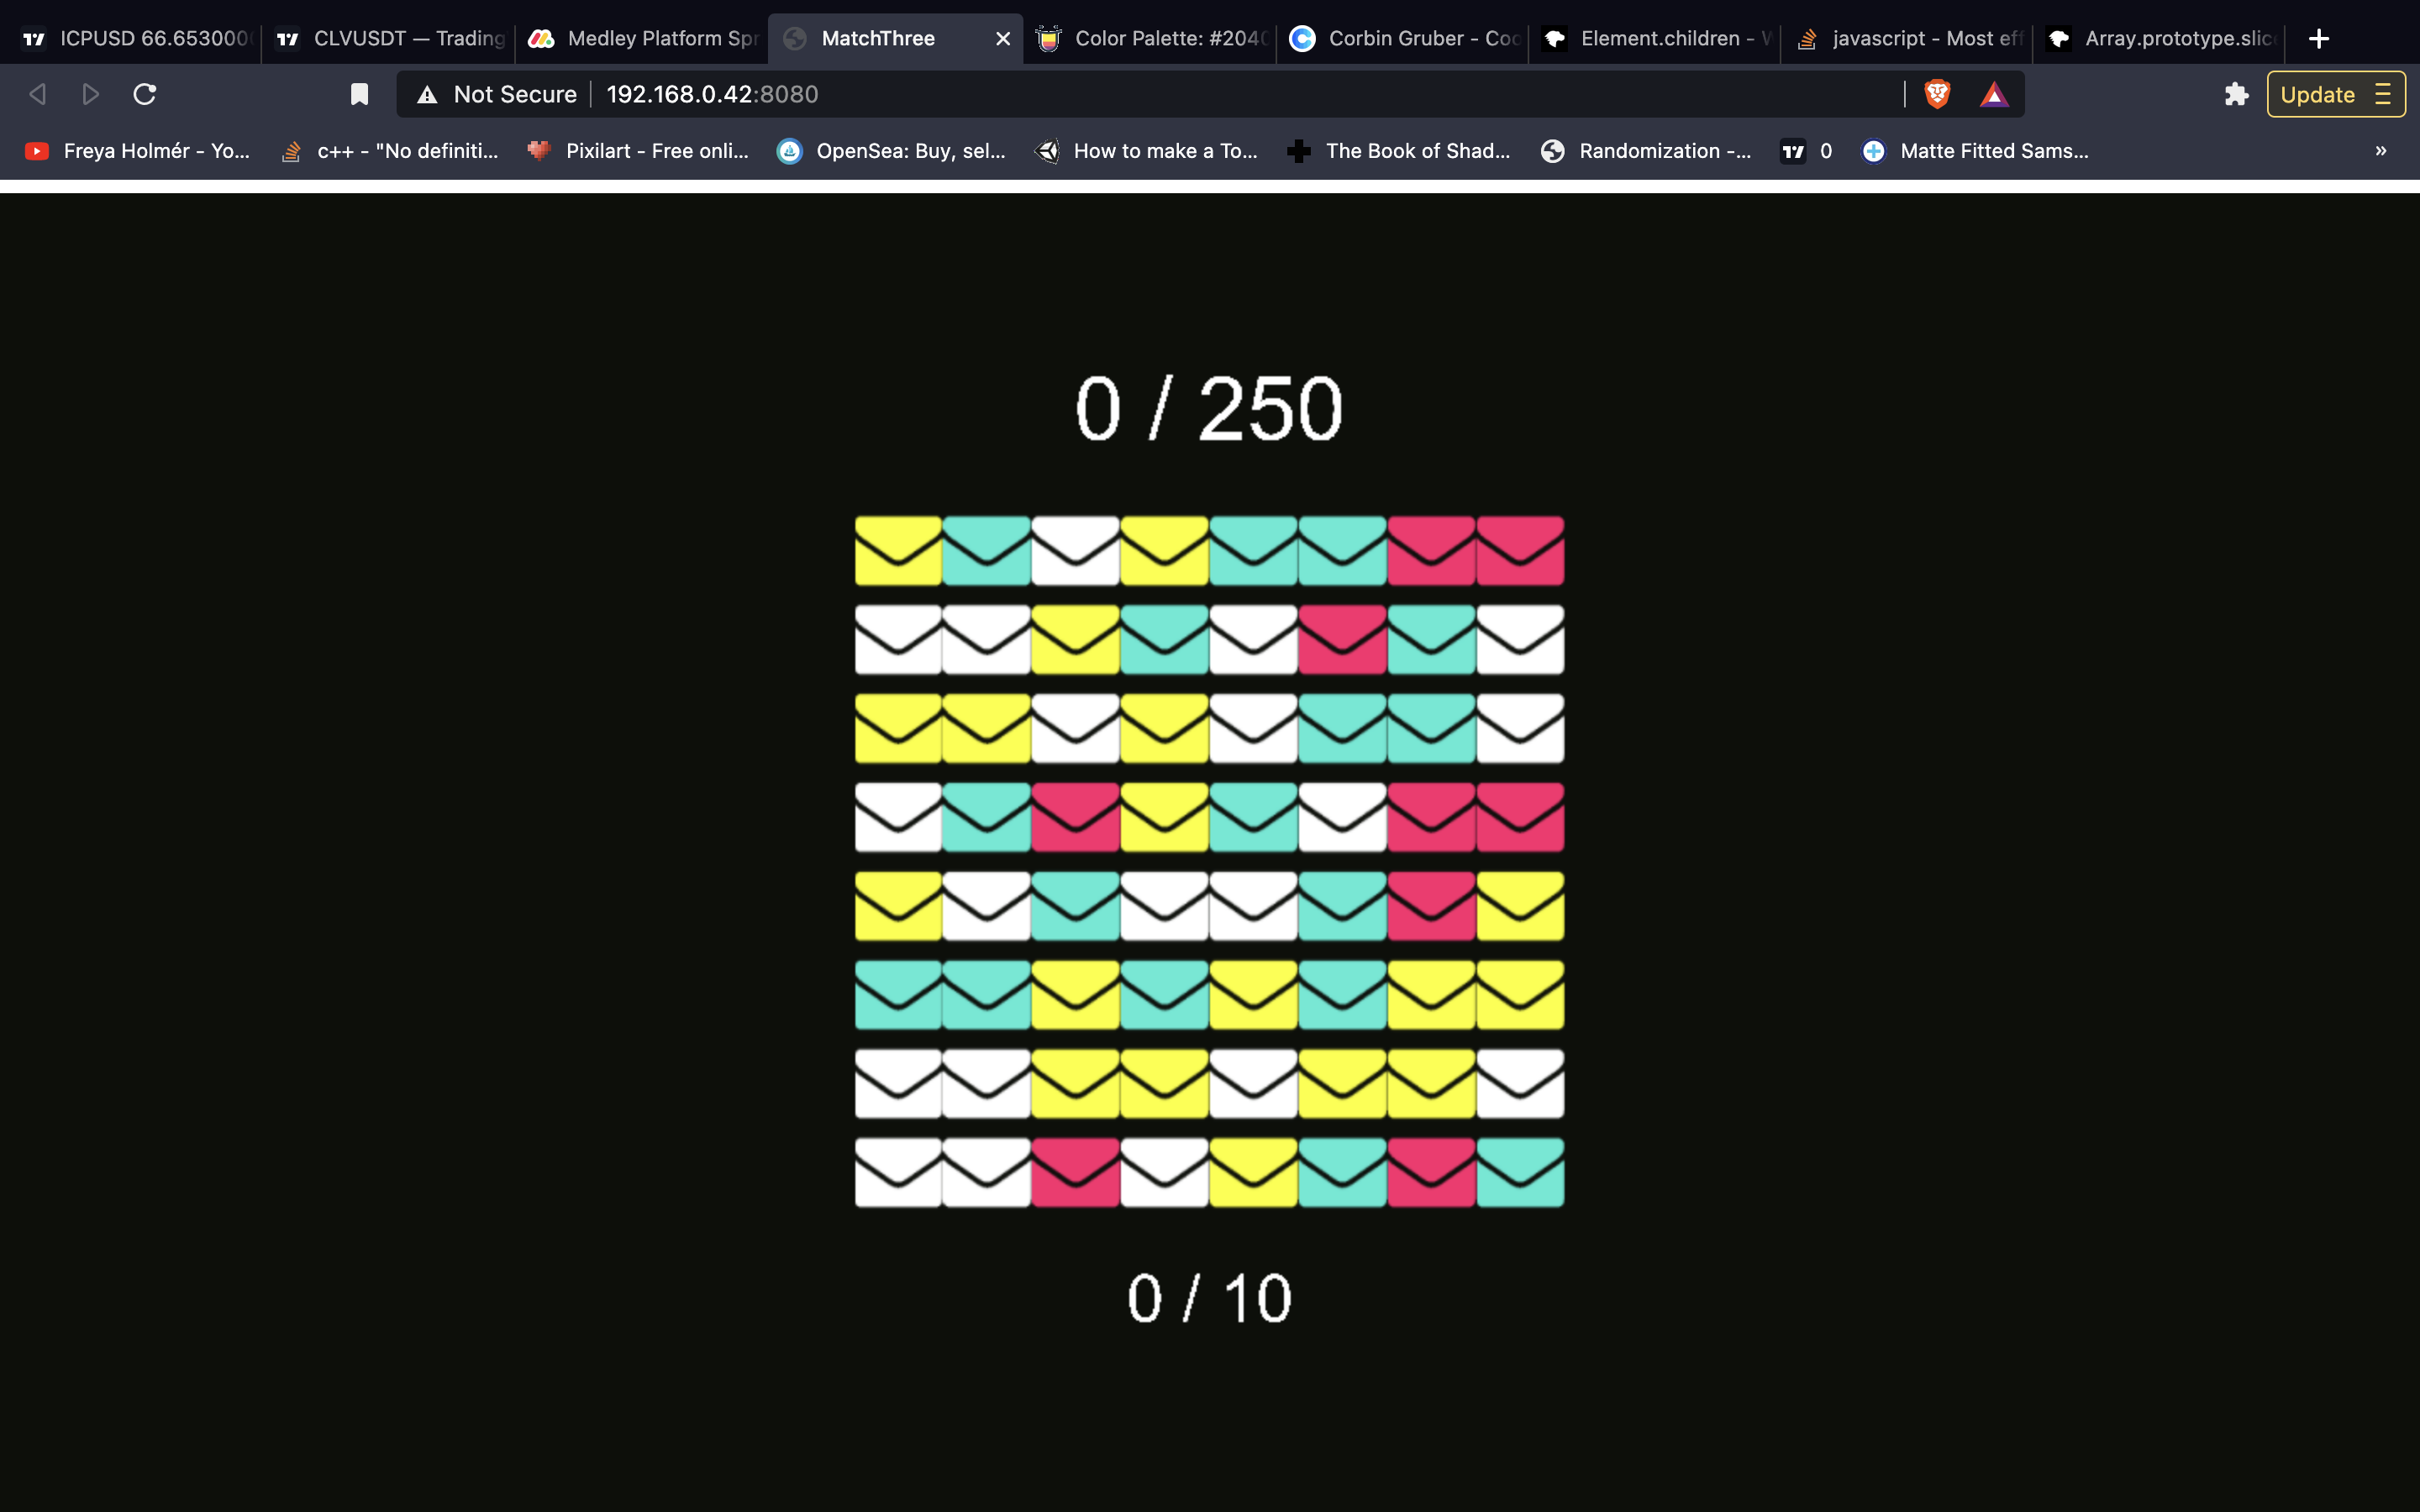 ICPUSD 66.653000
CLVUSDT — Trading
Medley Platform Spr
MatchThree
Color Palette: #2040
Corbin Gruber - Coo
Element.children -
javascript - Most eff
Array.prototype.slic
Not Secure
192.168.0.42:8080
Update
Freya Holmér - Yo...
c++ - "No definiti...
Pixilart - Free onli...
OpenSea: Buy, sel...
How to make a To...
The Book of Shad...
Randomization -...
0
Matte Fitted Sams...
»
0 / 250
0 / 10